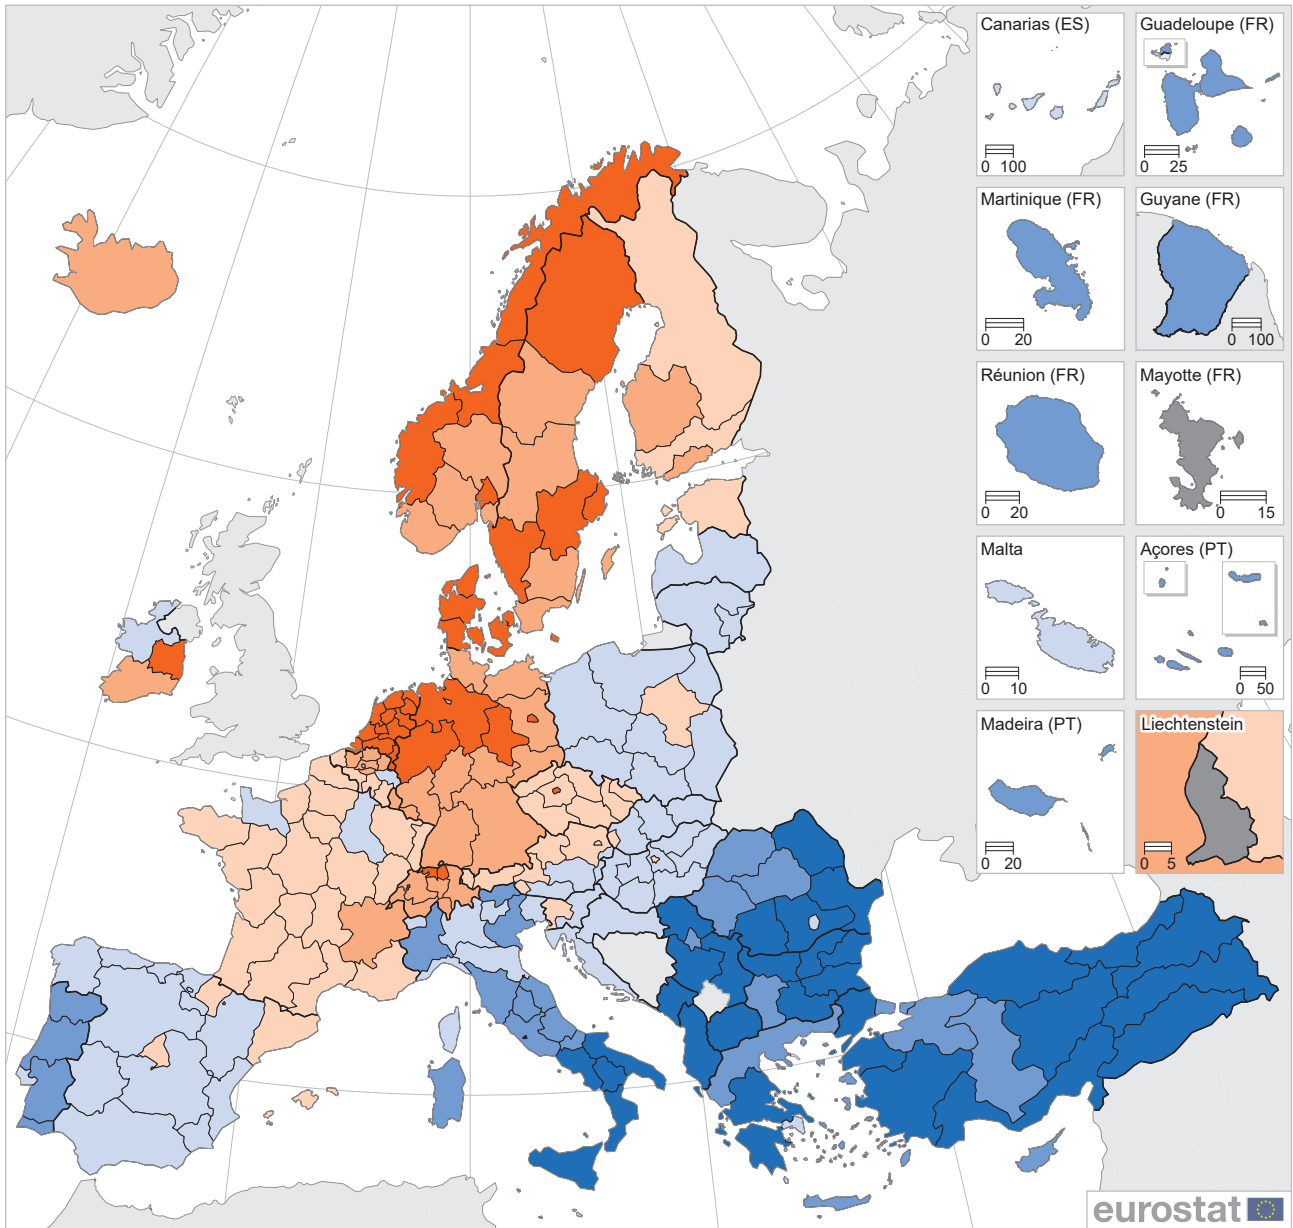 Canarias (ES)
0 100
Guadeloupe (FR)
0 25
Martinique (FR)
0 20
Guyane (FR)
0 100
Réunion (FR)
0 20
Mayotte (FR)
0 15
Malta
0 10
Açores (PT)
0 50
Madeira (PT)
0 20
Liechtenstein
0 5
eurostat